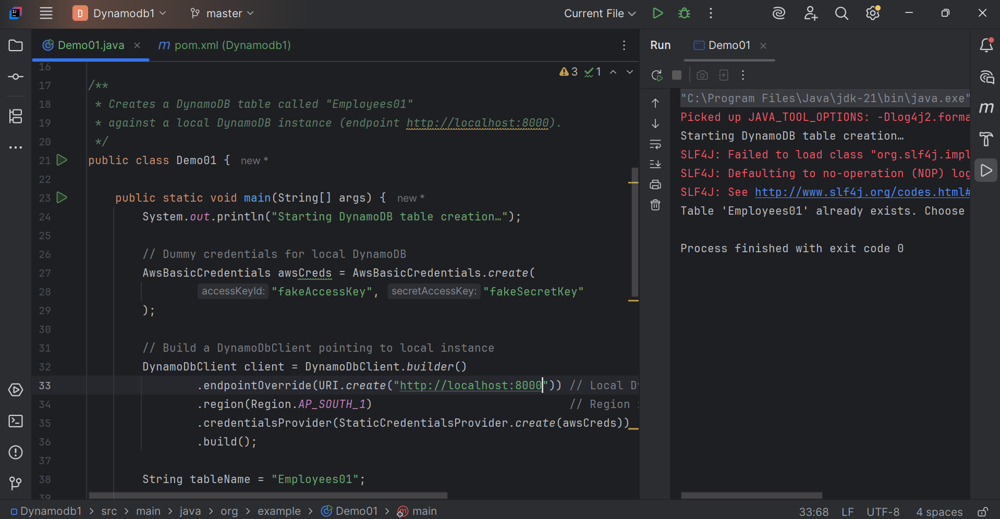 D Dynamodb1 master Current File
Demo01.java pom.xml (Dynamodb1)
Run Demo01
3 1
16
17 /**
18 * Creates a DynamoDB table called "Employees01"
19 * against a local DynamoDB instance (endpoint http://localhost:8000).
20 */
21 public class Demo01 { new *
22
23 public static void main(String[] args) { new *
24 System.out.println("Starting DynamoDB table creation…");
25
26 // Dummy credentials for local DynamoDB
27 AwsBasicCredentials awsCreds = AwsBasicCredentials.create(
28 accessKeyId: "fakeAccessKey", secretAccessKey: "fakeSecretKey"
29 );
30
31 // Build a DynamoDbClient pointing to local instance
32 DynamoDbClient client = DynamoDbClient.builder()
33 .endpointOverride(URI.create("http://localhost:8000")) // Local
34 .region(Region.AP_SOUTH_1) // Region
35 .credentialsProvider(StaticCredentialsProvider.create(awsCreds))
36 .build();
37
38 String tableName = "Employees01";
39
"C:\Program Files\Java\jdk-21\bin\java.exe"
Picked up JAVA_TOOL_OPTIONS: -Dlog4j2.forma
Starting DynamoDB table creation…
SLF4J: Failed to load class "org.slf4j.impl
SLF4J: Defaulting to no-operation (NOP) log
SLF4J: See http://www.slf4j.org/codes.html#
Table 'Employees01' already exists. Choose
Process finished with exit code 0
Dynamodb1 > src > main > java > org > example > Demo01 > main
33:68 LF UTF-8 4 spaces